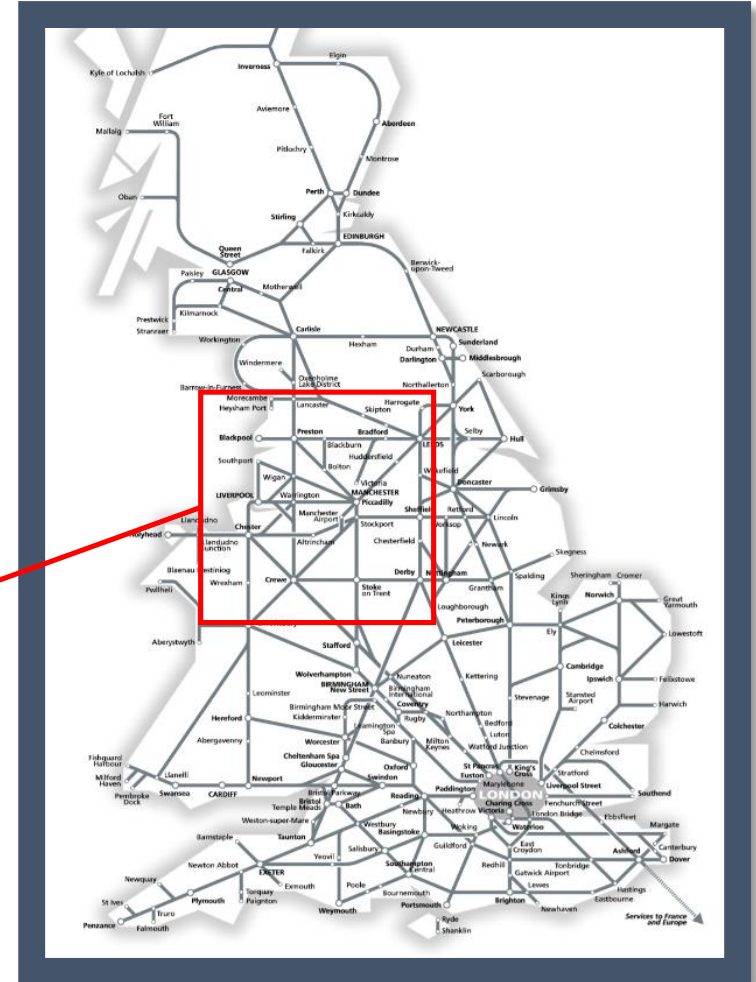 Elgin
Inverness
Kyle of Lochalsh
Aviemore
Fort
William
Aberdeen
Mallaig
Pitlochry
Montrose
Perth
Dundee
Oban
Stirling
Kirkcaldy
EDINBURGH
Queen
Street
Falkirk
Berwick-
upon-Tweed
Paisley
GLASGOW
Central
Motherwell
Prestwick
Kilmarnock
Stranraer
Carlisle
NEWCASTLE
Workington
Hexham
Sunderland
Durham
Darlington
Middlesbrough
Windermere
Scarborough
Oxenholme
Lake District
Barrow-in-Furness
Northallerton
Morecambe
Lancaster
Harrogate
Heysham Port
Skipton
York
Blackpool
Preston
Bradford
Selby
Hull
Blackburn
LEEDS
Huddersfield
Southport
Bolton
Wakefield
Wigan
Victoria
Doncaster
Grimsby
LIVERPOOL
Warrington
MANCHESTER
Piccadilly
Manchester
Airport
Sheffield
Retford
Lincoln
Llandudno
Chester
Stockport
Worksop
Holyhead
Llandudno
Junction
Altrincham
Chesterfield
Newark
Skegness
Blaenau Ffestiniog
Derby
Nottingham
Spalding
Sheringham
Cromer
Pwllheli
Wrexham
Crewe
Stoke
on Trent
Grantham
Kings
Lynn
Norwich
Great
Yarmouth
Loughborough
Peterborough
Ely
Lowestoft
Aberystwyth
Stafford
Leicester
Wolverhampton
Cambridge
BIRMINGHAM
New Street
Nuneaton
Kettering
Ipswich
Felixstowe
Birmingham
International
Leominster
Stevenage
Stansted
Airport
Birmingham Moor Street
Coventry
Harwich
Kidderminster
Rugby
Northampton
Hereford
Leamington
Spa
Bedford
Colchester
Worcester
Banbury
Milton
Keynes
Luton
Abergavenny
Watford Junction
Chelmsford
Cheltenham Spa
Fishguard
Harbour
Gloucester
Oxford
St Pancras
King's
Cross
Stratford
Milford
Haven
Llanelli
Newport
Swindon
Euston
Liverpool Street
Pembroke
Dock
Swansea
CARDIFF
Bristol Parkway
Paddington
Marylebone
LONDON
Southend
Bristol
Temple Meads
Bath
Reading
Charing Cross
Fenchurch Street
Weston-super-Mare
Newbury
Heathrow
Victoria
London Bridge
Ebbsfleet
Barnstaple
Westbury
Basingstoke
Woking
Waterloo
Margate
Taunton
Guildford
East
Croydon
Canterbury
Yeovil
Salisbury
Newton Abbot
Southampton
Central
Redhill
Tonbridge
Ashford
Dover
EXETER
Gatwick Airport
Newquay
Exmouth
Poole
Lewes
Hastings
St Ives
Plymouth
Torquay
Paignton
Bournemouth
Eastbourne
Truro
Weymouth
Portsmouth
Brighton
Newhaven
Penzance
Falmouth
Ryde
Shanklin
Services to France
and Europe